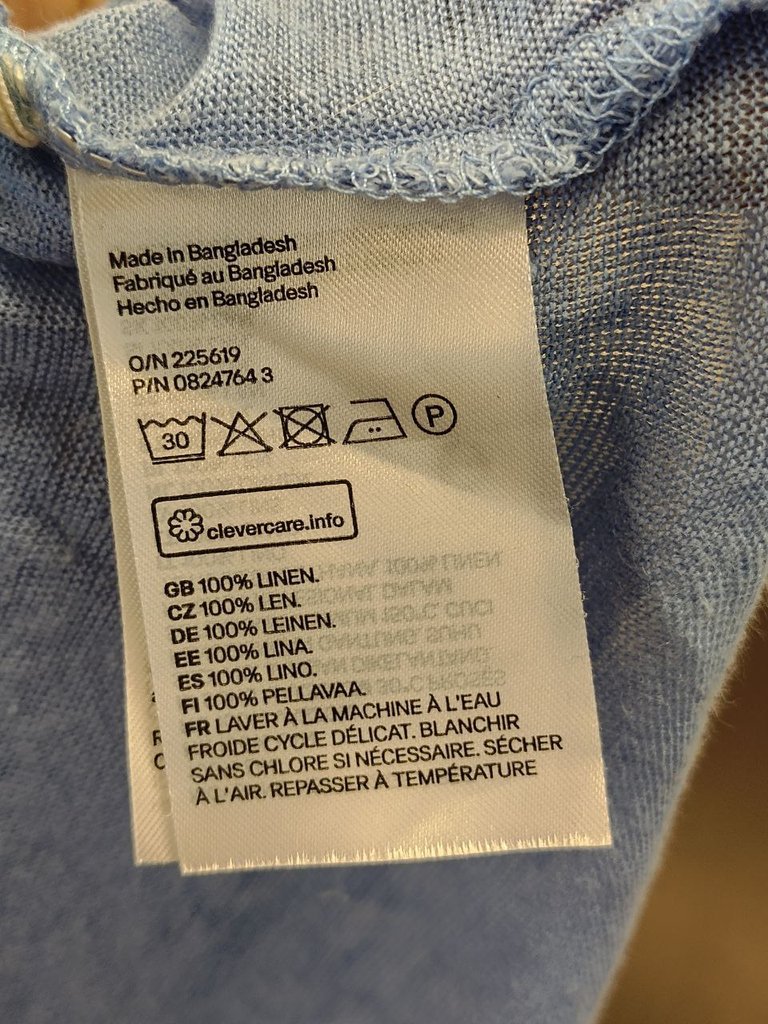 Made in Bangladesh
Fabriqué au Bangladesh
Hecho en Bangladesh
O/N 225619
P/N 0824764 3
30
P
clevercare.info
GB 100% LINEN.
CZ 100% LEN.
DE 100% LEINEN.
EE 100% LINA.
ES 100% LINO.
FI 100% PELLAVAA.
FR LAVER À LA MACHINE À L'EAU
FROIDE CYCLE DÉLICAT. BLANCHIR
SANS CHLORE SI NÉCESSAIRE. SÉCHER
À L'AIR. REPASSER À TEMPÉRATURE